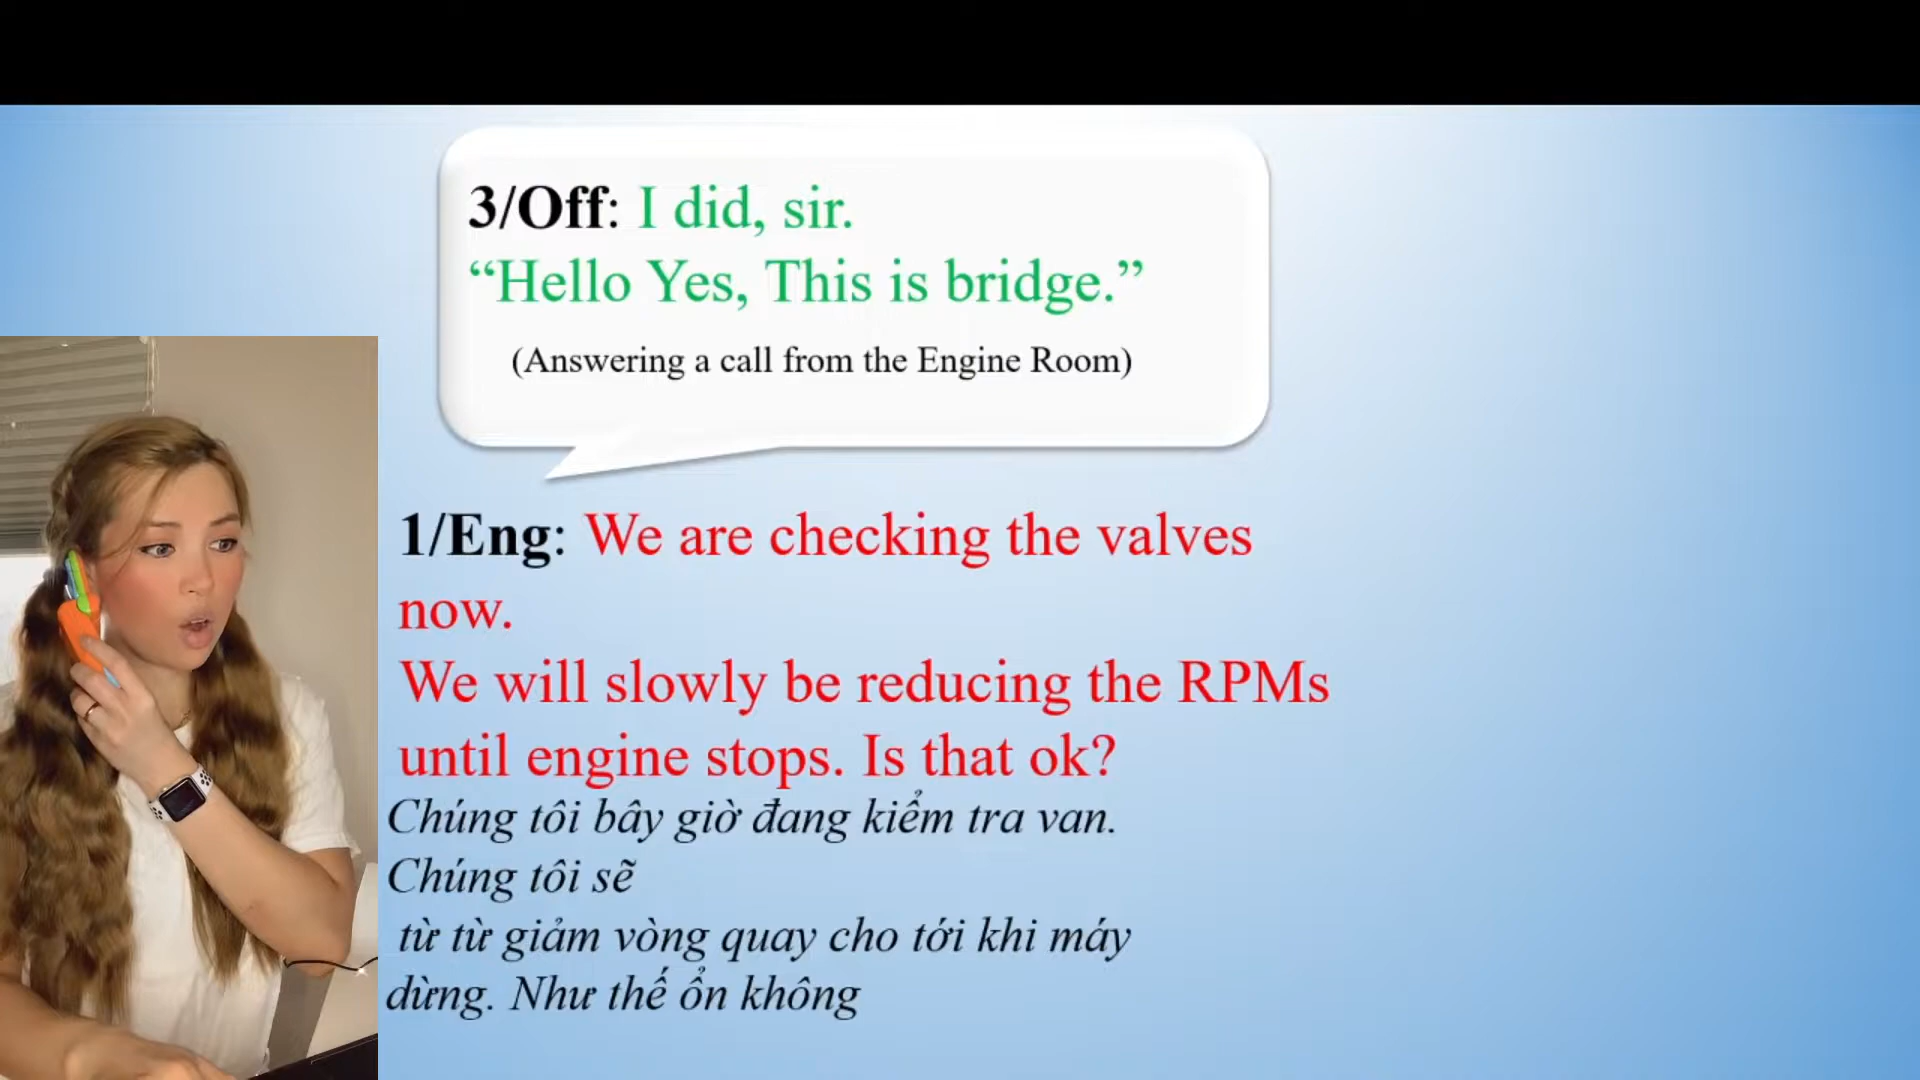 3/Off: I did, sir.
“Hello Yes, This is bridge.”
(Answering a call from the Engine Room)
1/Eng: We are checking the valves
now.
We will slowly be reducing the RPMs
until engine stops. Is that ok?
Chúng tôi bây giờ đang kiểm tra van.
Chúng tôi sẽ
từ từ giảm vòng quay cho tới khi máy
dừng. Như thế ổn không